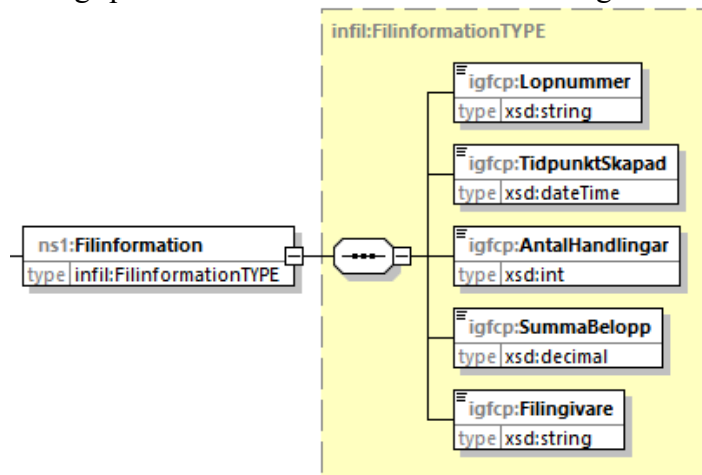 infil:FilinformationTYPE
igfcp:Lopnummer
type xsd:string
igfcp:TidpunktSkapad
type xsd:dateTime
ns1:Filinformation
type infil:FilinformationTYPE
igfcp:AntalHandlingar
type xsd:int
igfcp:SummaBelopp
type xsd:decimal
igfcp:Filingivare
type xsd:string